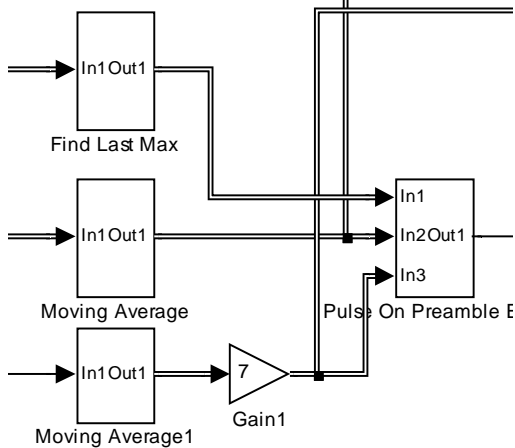 In1Out1
Find Last Max
In1
In1Out1
In2Out1
In3
Moving Average
Pulse On Preamble
In1Out1
7
Moving Average1
Gain1